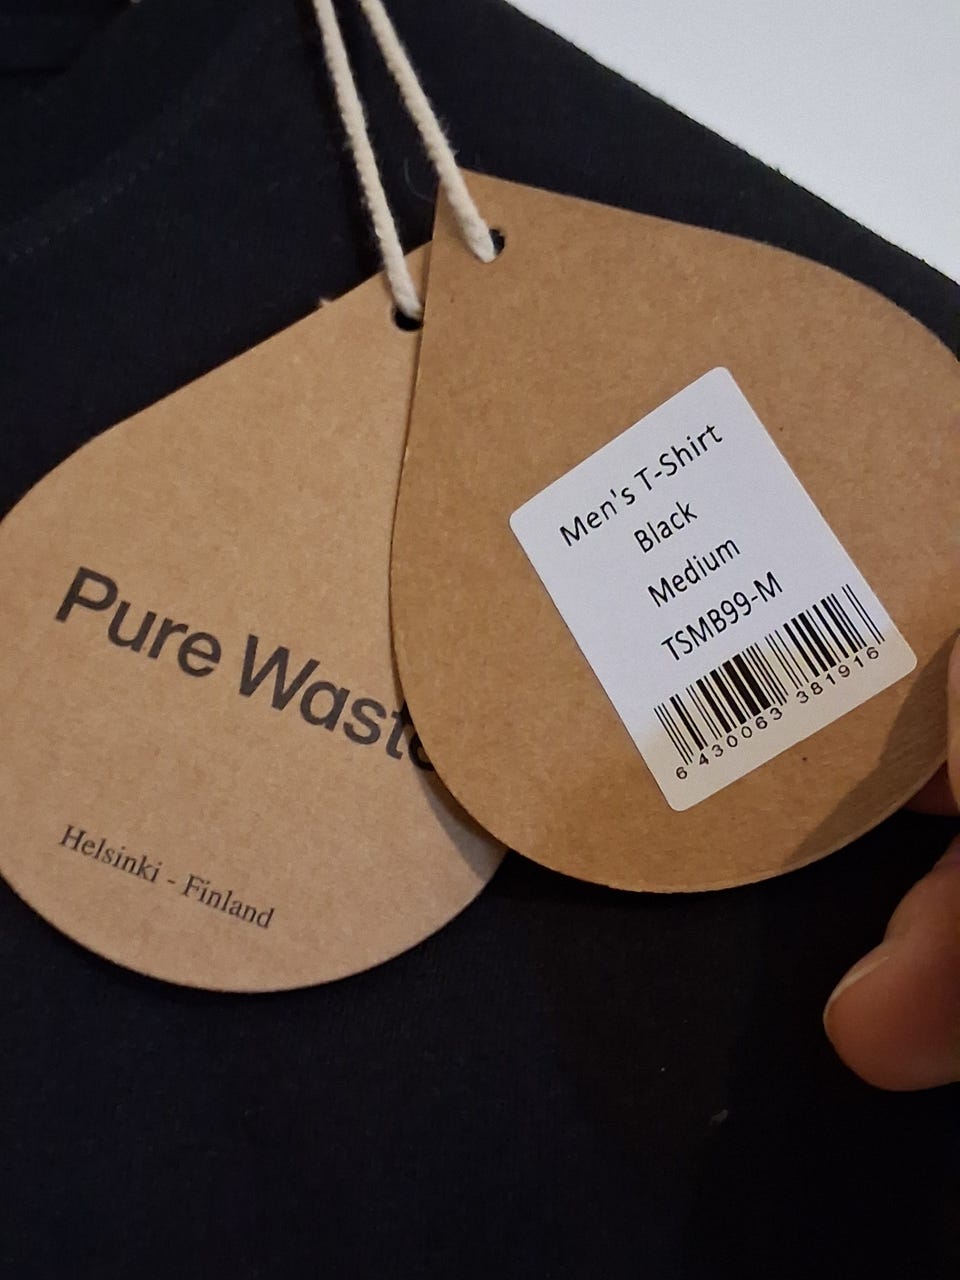 Pure Waste
Helsinki - Finland
Men's T-Shirt
Black
Medium
TSMB99-M
6 430063 381916